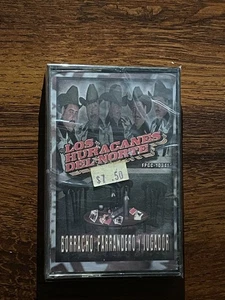 LOS
HURACANES
DEL NORTE
$7.50
BORRACHO PARRANDERO Y JUGADOR